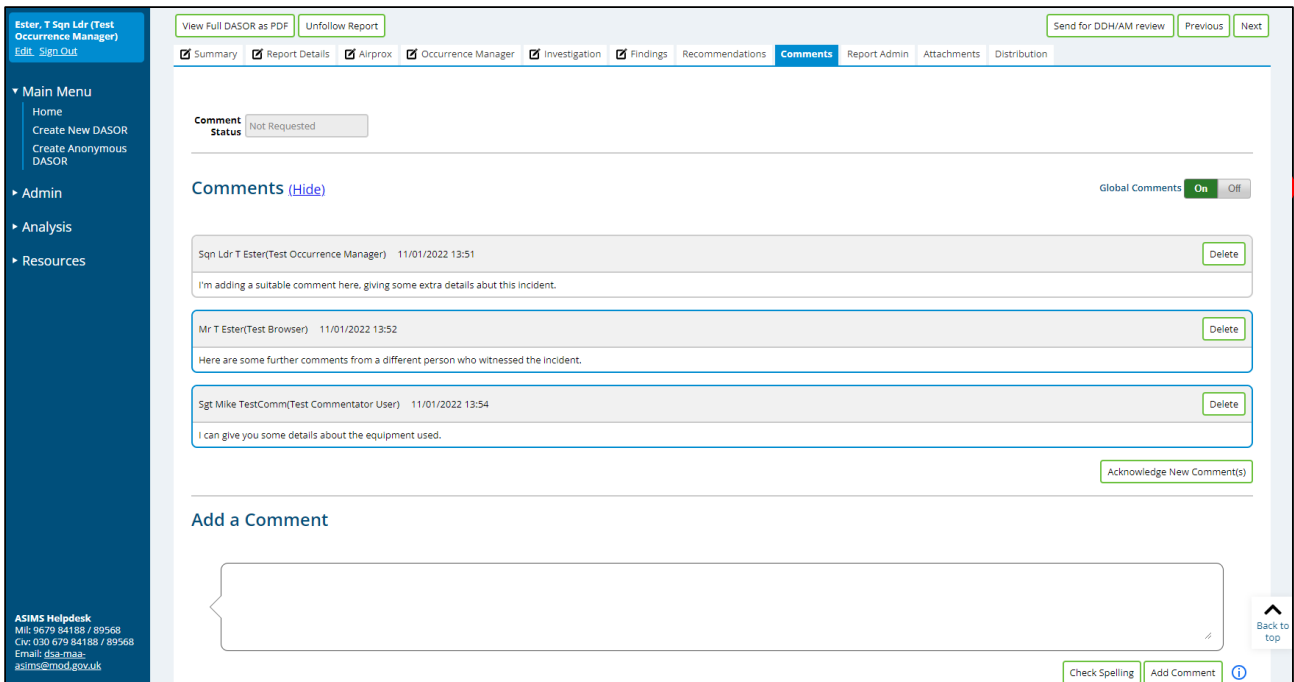 Ester, T Sqn Ldr (Test
Occurrence Manager)
Edit Sign Out
Main Menu
Home
Create New DASOR
Create Anonymous
DASOR
Admin
Analysis
Resources
ASIMS Helpdesk
Mil: 9679 84188 / 89568
Civ: 030 679 84188 / 89568
Email: dsa-maa-
asims@mod.gov.uk
View Full DASOR as PDF Unfollow Report Send for DDH/AM review Previous Next
Summary Report Details Airprox Occurrence Manager Investigation Findings Recommendations Comments Report Admin Attachments Distribution
Comment
Status Not Requested
Comments (Hide) Global Comments On Off
Sqn Ldr T Ester(Test Occurrence Manager) 11/01/2022 13:51 Delete
I'm adding a suitable comment here, giving some extra details abut this incident.
Mr T Ester(Test Browser) 11/01/2022 13:52 Delete
Here are some further comments from a different person who witnessed the incident.
Sgt Mike TestComm(Test Commentator User) 11/01/2022 13:54 Delete
I can give you some details about the equipment used.
Acknowledge New Comment(s)
Add a Comment
Back to
top
Check Spelling Add Comment